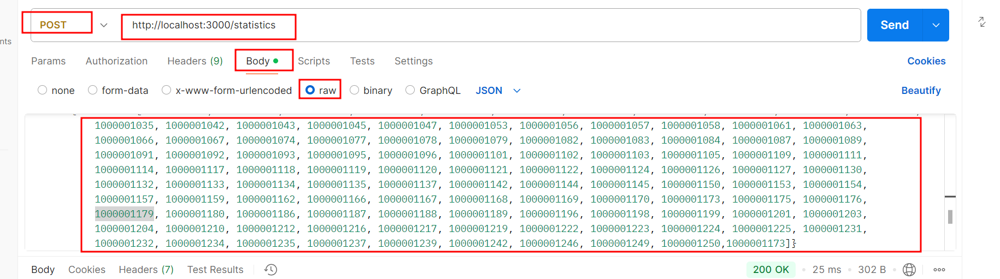 POST http://localhost:3000/statistics Send
nts
Params Authorization Headers (9) Body Scripts Tests Settings Cookies
none form-data x-www-form-urlencoded raw binary GraphQL JSON Beautify
1000001035, 1000001042, 1000001043, 1000001045, 1000001047, 1000001053, 1000001056, 1000001057, 1000001058, 1000001061, 1000001063,
1000001066, 1000001067, 1000001074, 1000001077, 1000001078, 1000001079, 1000001082, 1000001083, 1000001084, 1000001087, 1000001089,
1000001091, 1000001092, 1000001093, 1000001095, 1000001096, 1000001101, 1000001102, 1000001103, 1000001105, 1000001109, 1000001111,
1000001114, 1000001117, 1000001118, 1000001119, 1000001120, 1000001121, 1000001122, 1000001124, 1000001126, 1000001127, 1000001130,
1000001132, 1000001133, 1000001134, 1000001135, 1000001137, 1000001142, 1000001144, 1000001145, 1000001150, 1000001153, 1000001154,
1000001157, 1000001159, 1000001162, 1000001166, 1000001167, 1000001168, 1000001169, 1000001170, 1000001173, 1000001175, 1000001176,
1000001179, 1000001180, 1000001186, 1000001187, 1000001188, 1000001189, 1000001196, 1000001198, 1000001199, 1000001201, 1000001203,
1000001204, 1000001210, 1000001212, 1000001216, 1000001217, 1000001219, 1000001222, 1000001223, 1000001224, 1000001225, 1000001231,
1000001232, 1000001234, 1000001235, 1000001237, 1000001239, 1000001242, 1000001246, 1000001249, 1000001250,1000001173]}
Body Cookies Headers (7) Test Results 200 OK 25 ms 302 B